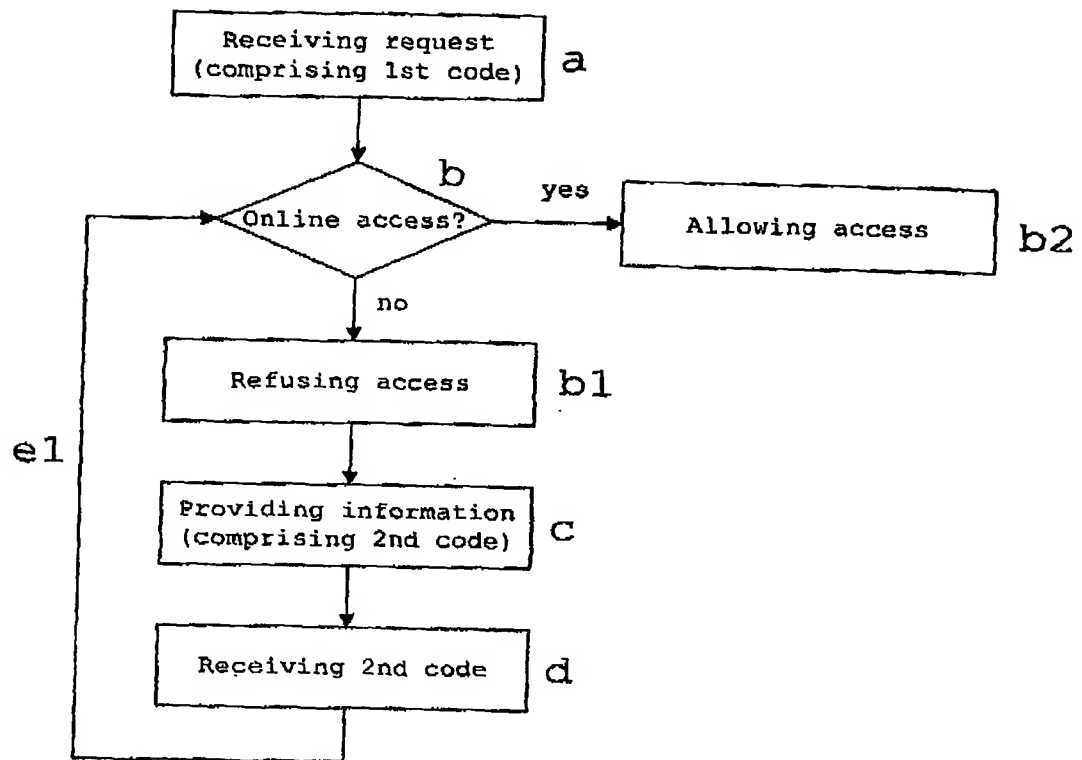 Receiving request
(comprising 1st code)
a
b
Online access?
yes
Allowing access
b2
no
Refusing access
b1
e1
Providing information
(comprising 2nd code)
c
Receiving 2nd code
d